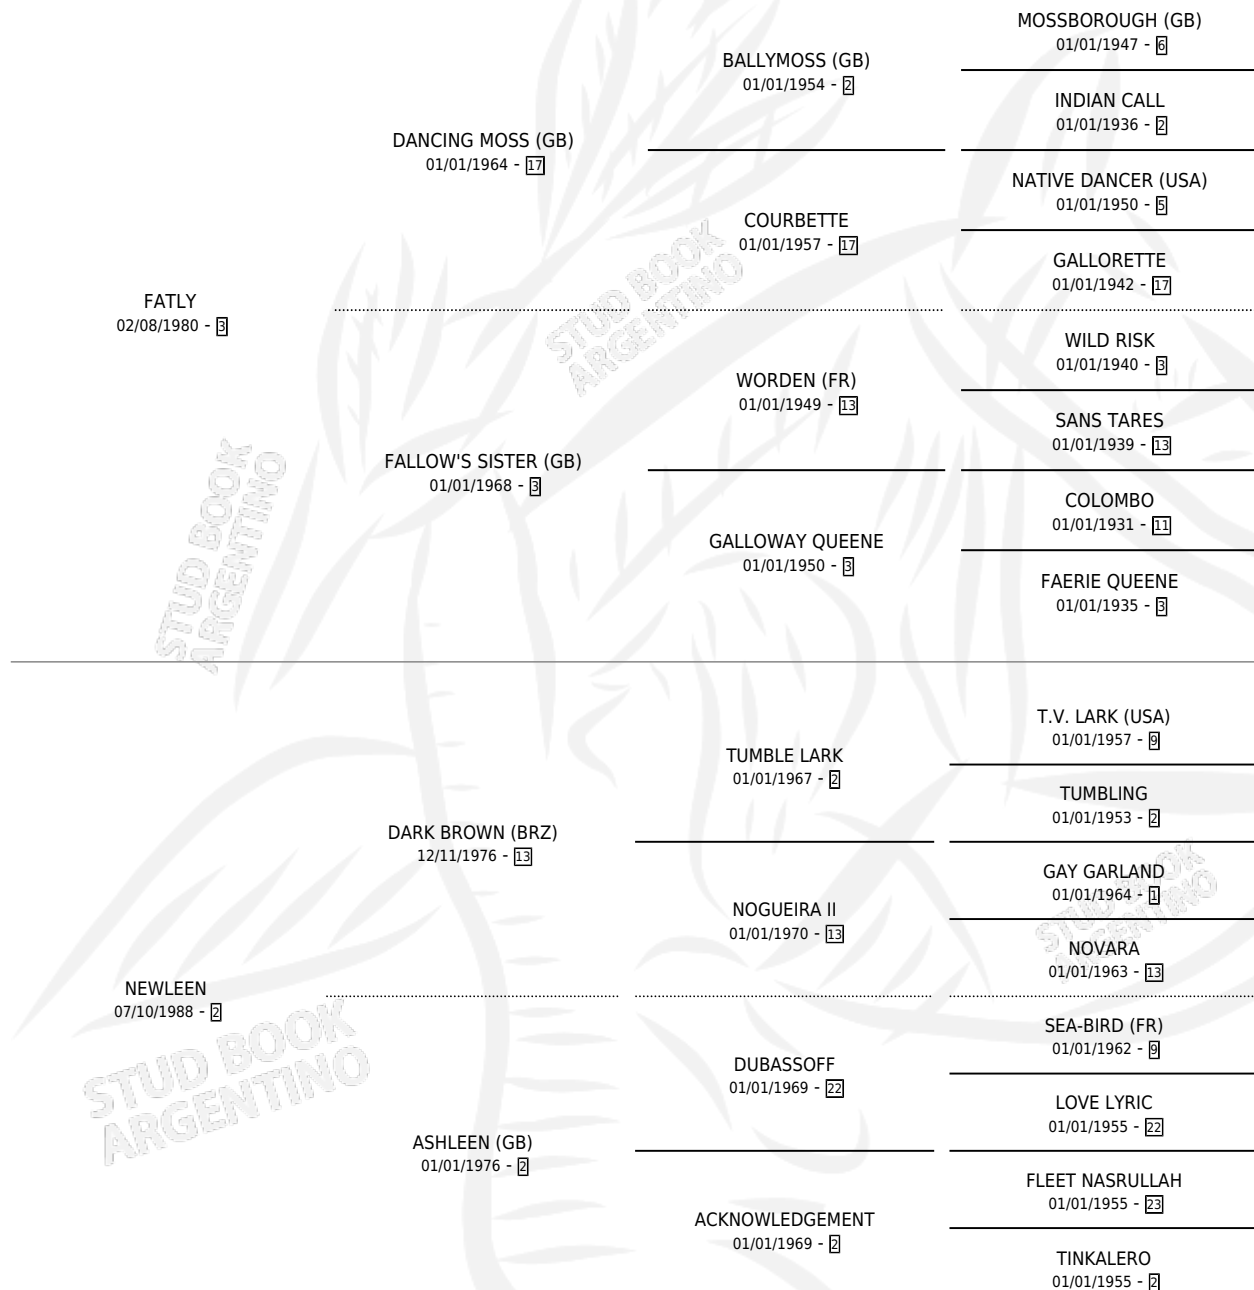 MOSSBOROUGH (GB)
01/01/1947 - 6
BALLYMOSS (GB)
01/01/1954 - 2
INDIAN CALL
01/01/1936 - 2
DANCING MOSS (GB)
01/01/1964 - 17
NATIVE DANCER (USA)
01/01/1950 - 5
COURBETTE
01/01/1957 - 17
GALLORETTE
01/01/1942 - 17
FATLY
02/08/1980 - 3
WILD RISK
01/01/1940 - 3
WORDEN (FR)
01/01/1949 - 13
SANS TARES
01/01/1939 - 13
FALLOW'S SISTER (GB)
01/01/1968 - 3
COLOMBO
01/01/1931 - 11
GALLOWAY QUEENE
01/01/1950 - 3
FAERIE QUEENE
01/01/1935 - 3
STUD BOOK
ARGENTINO
STUD BOOK
ARGENTINO
T.V. LARK (USA)
01/01/1957 - 9
TUMBLE LARK
01/01/1967 - 2
TUMBLING
01/01/1953 - 2
DARK BROWN (BRZ)
12/11/1976 - 13
GAY GARLAND
01/01/1964 - 1
NOGUEIRA II
01/01/1970 - 13
NOVARA
01/01/1963 - 13
NEWLEEN
07/10/1988 - 2
SEA-BIRD (FR)
01/01/1962 - 9
DUBASSOFF
01/01/1969 - 22
LOVE LYRIC
01/01/1955 - 22
ASHLEEN (GB)
01/01/1976 - 2
FLEET NASRULLAH
01/01/1955 - 23
ACKNOWLEDGEMENT
01/01/1969 - 2
TINKALERO
01/01/1955 - 2
STUD BOOK
ARGENTINO
STUD BOOK
ARGENTINO